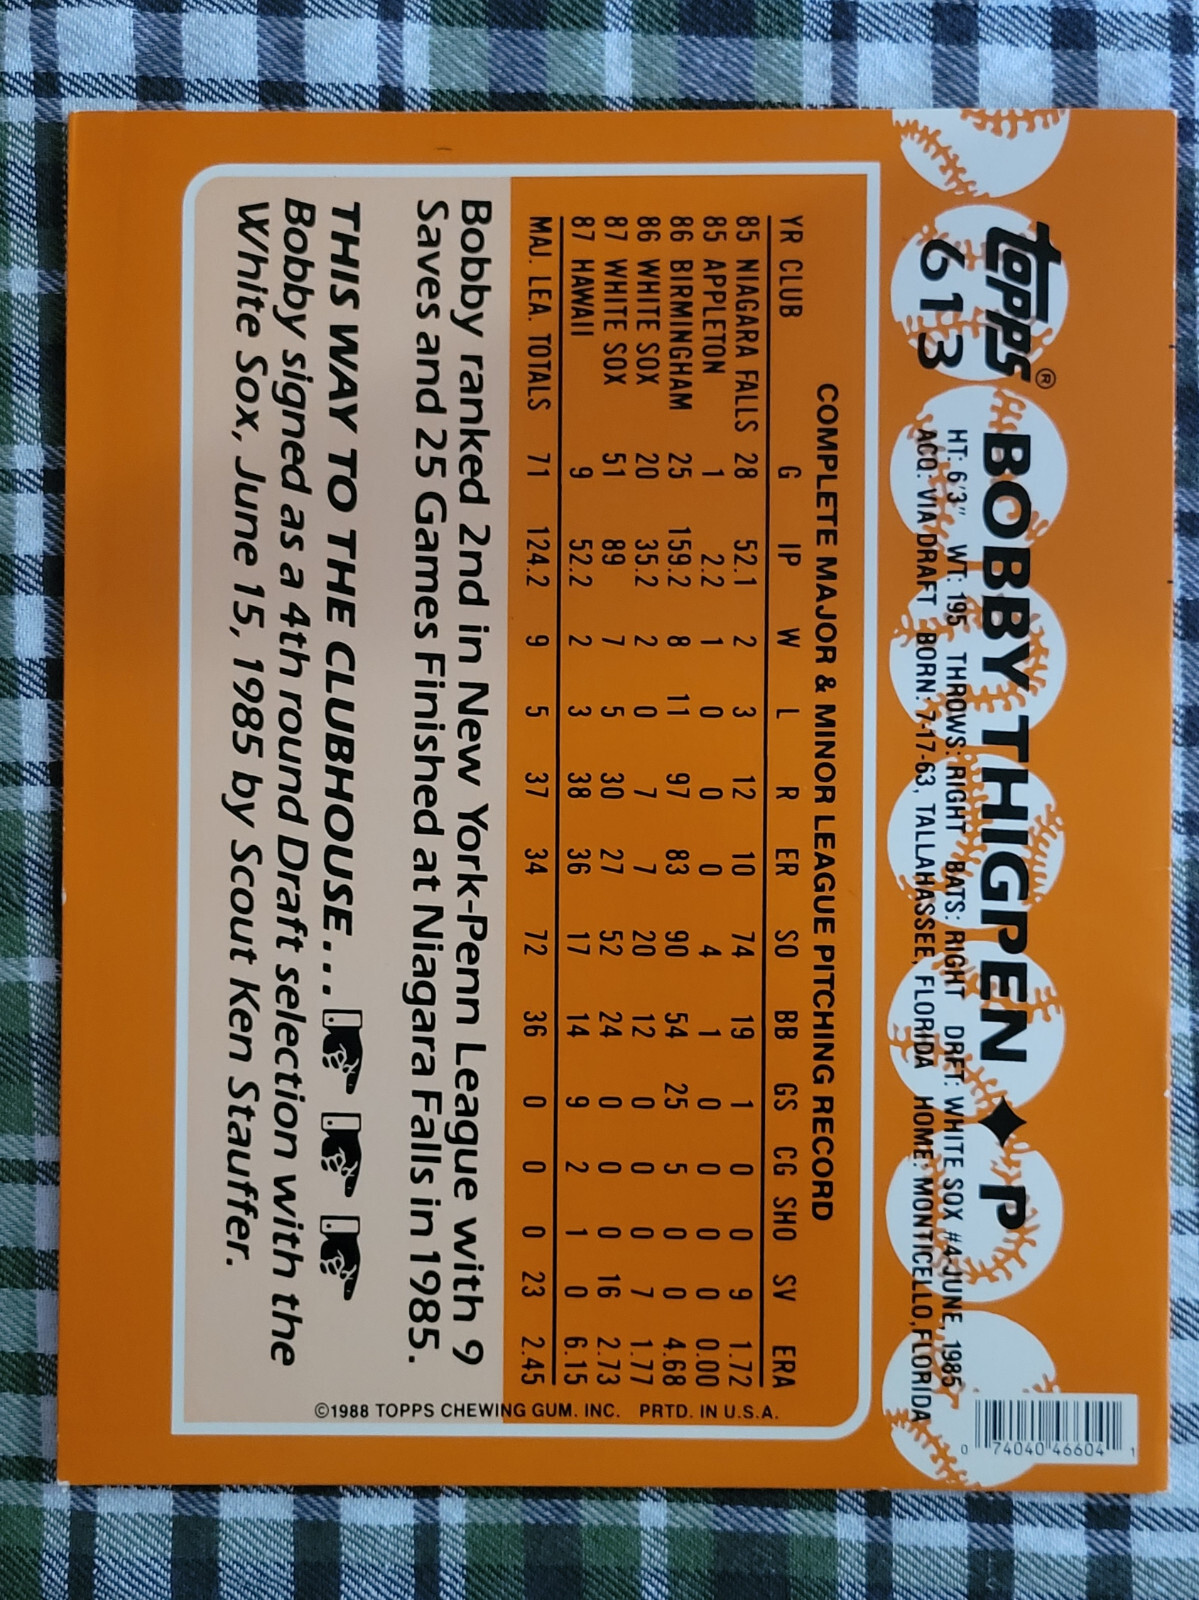 topps®
613
BOBBY THIGPEN ♦ P
HT: 6'3" WT: 195 THROWS: RIGHT BATS: RIGHT DRFT: WHITE SOX #4-JUNE, 1985
ACQ: VIA DRAFT BORN: 7-17-63, TALLAHASSEE, FLORIDA HOME: MONTICELLO, FLORIDA
0 74040 46604 1
COMPLETE MAJOR & MINOR LEAGUE PITCHING RECORD
YR CLUB G IP W L R ER SO BB GS CG SHO SV ERA
85 NIAGARA FALLS 28 52.1 2 3 12 10 74 19 1 0 0 9 1.72
85 APPLETON 1 2.2 1 0 0 0 4 1 0 0 0 0 0.00
86 BIRMINGHAM 25 159.2 8 11 97 83 90 54 25 5 0 0 4.68
86 WHITE SOX 20 35.2 2 0 7 7 20 12 0 0 0 7 1.77
87 WHITE SOX 51 89 7 5 30 27 52 24 0 0 0 16 2.73
87 HAWAII 9 52.2 2 3 38 36 17 14 9 2 1 0 6.15
MAJ. LEA. TOTALS 71 124.2 9 5 37 34 72 36 0 0 0 23 2.45
Bobby ranked 2nd in New York-Penn League with 9
Saves and 25 Games Finished at Niagara Falls in 1985.
THIS WAY TO THE CLUBHOUSE...
Bobby signed as a 4th round Draft selection with the
White Sox, June 15, 1985 by Scout Ken Stauffer.
©1988 TOPPS CHEWING GUM. INC. PRTD. IN U.S.A.